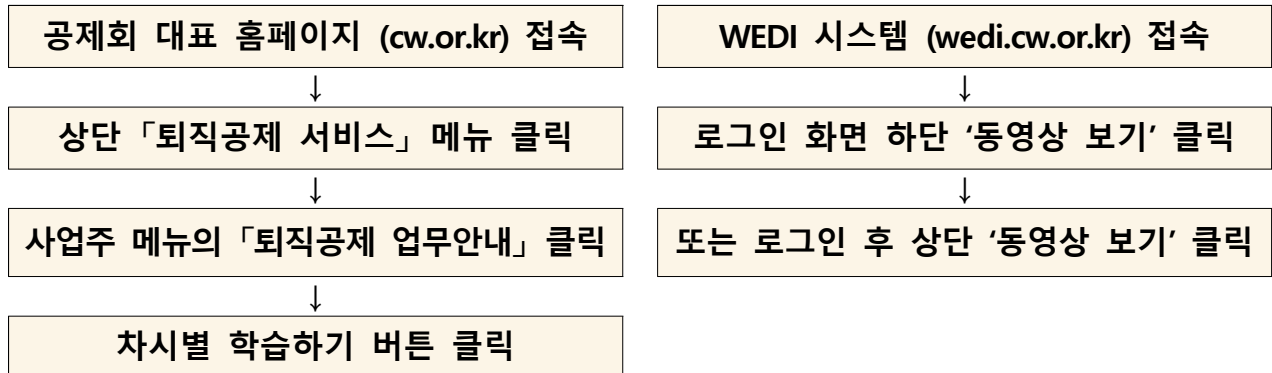 공제회 대표 홈페이지 (cw.or.kr) 접속
↓
상단「퇴직공제 서비스」메뉴 클릭
↓
사업주 메뉴의「퇴직공제 업무안내」클릭
↓
차시별 학습하기 버튼 클릭
WEDI 시스템 (wedi.cw.or.kr) 접속
↓
로그인 화면 하단 ‘동영상 보기’ 클릭
↓
또는 로그인 후 상단 ‘동영상 보기’ 클릭